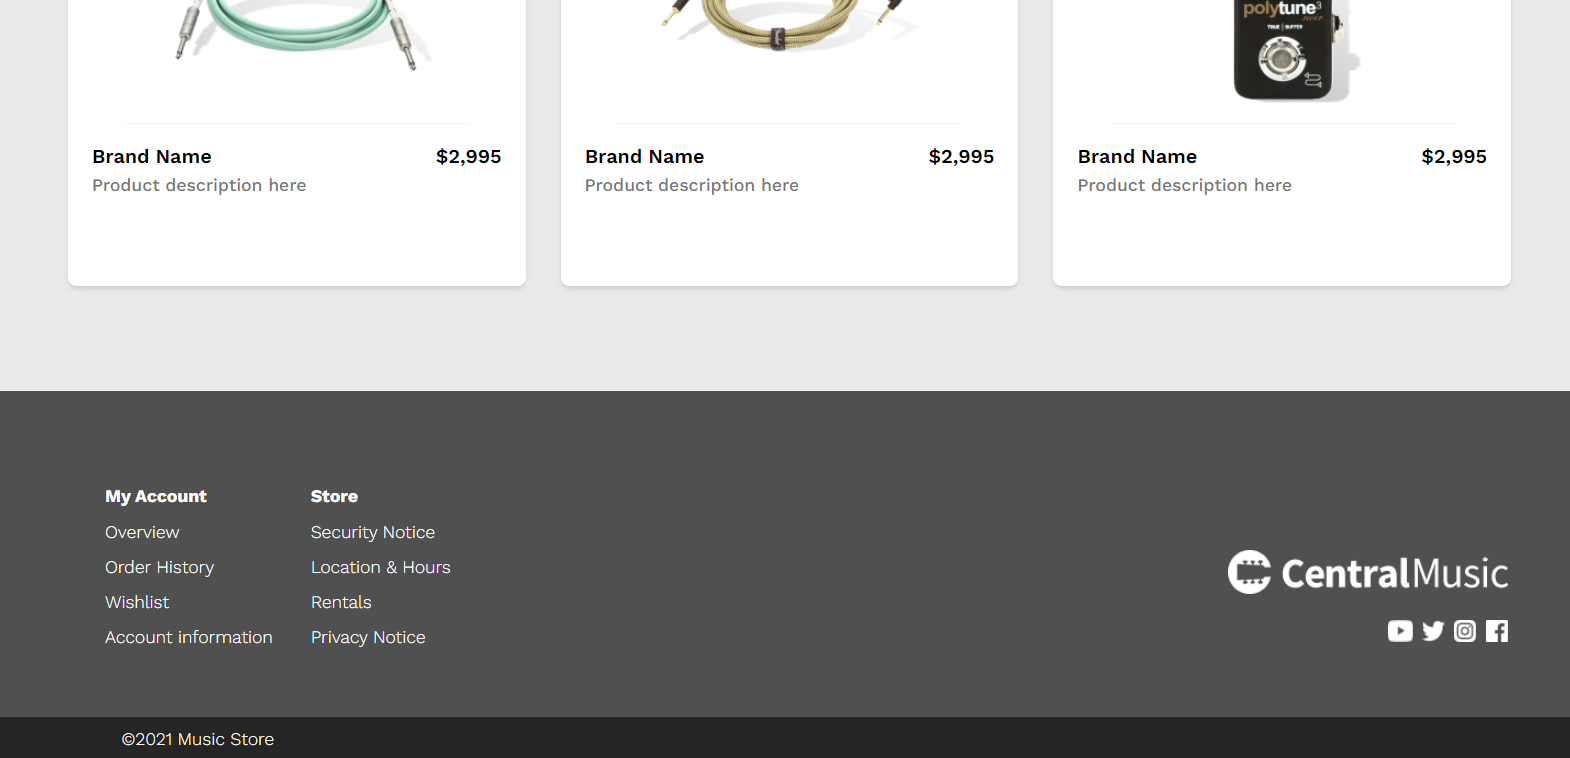 polytune³
noir
TRUE | BUFFER
Brand Name $2,995
Product description here
Brand Name $2,995
Product description here
Brand Name $2,995
Product description here
My Account
Overview
Order History
Wishlist
Account information
Store
Security Notice
Location & Hours
Rentals
Privacy Notice
CentralMusic
©2021 Music Store